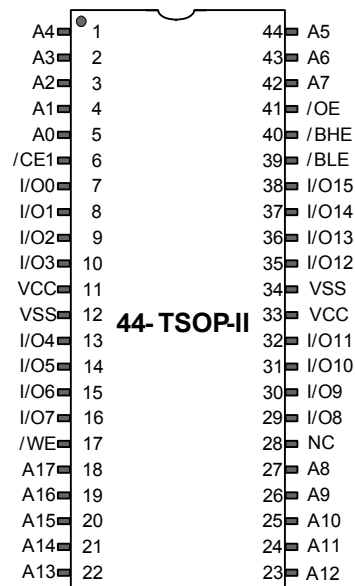 A4 1 44 A5
A3 2 43 A6
A2 3 42 A7
A1 4 41 /OE
A0 5 40 /BHE
/CE1 6 39 /BLE
I/O0 7 38 I/O15
I/O1 8 37 I/O14
I/O2 9 36 I/O13
I/O3 10 35 I/O12
VCC 11 34 VSS
VSS 12 33 VCC
44- TSOP-II
I/O4 13 32 I/O11
I/O5 14 31 I/O10
I/O6 15 30 I/O9
I/O7 16 29 I/O8
/WE 17 28 NC
A17 18 27 A8
A16 19 26 A9
A15 20 25 A10
A14 21 24 A11
A13 22 23 A12